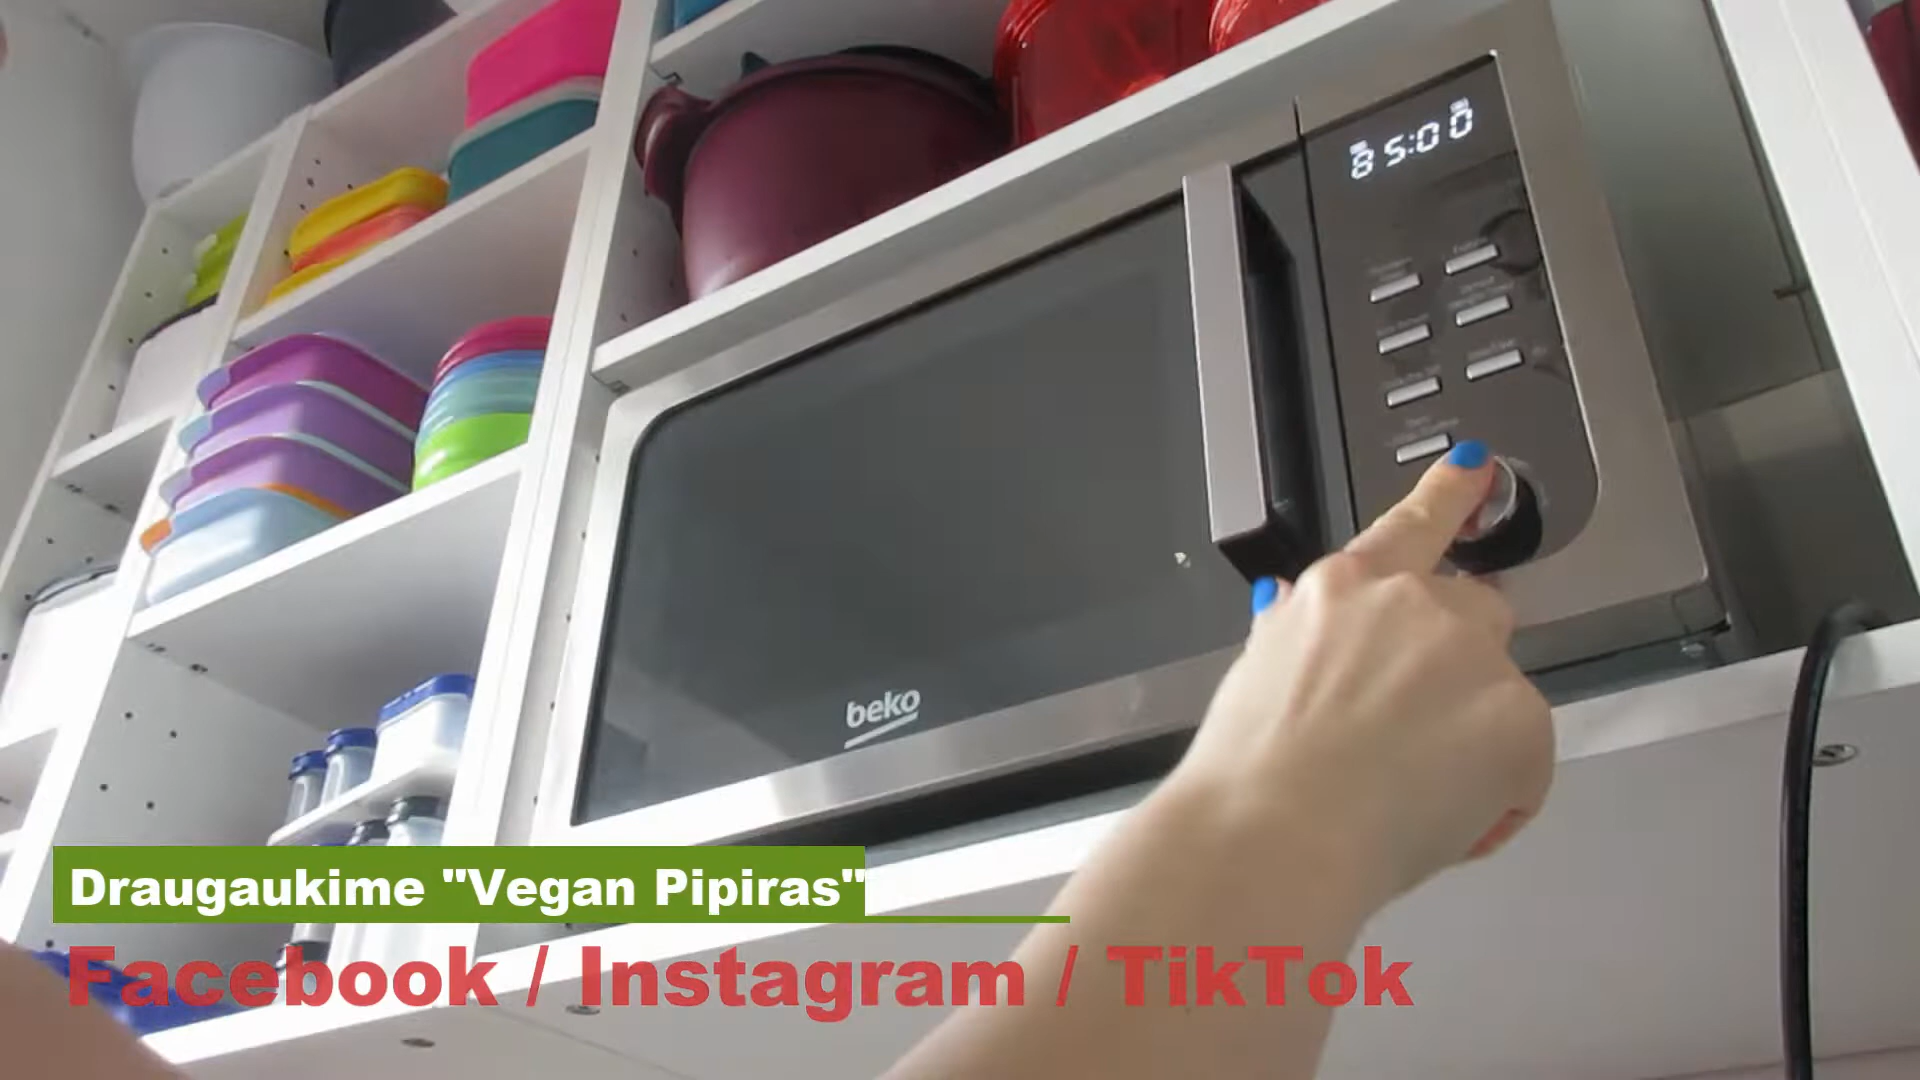 85:00
beko
Draugaukime "Vegan Pipiras"
Facebook / Instagram / TikTok